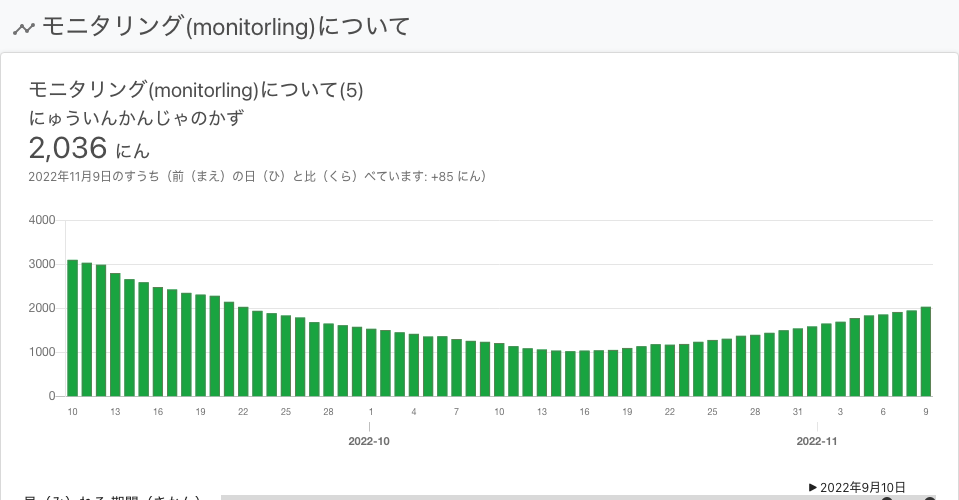 モニタリング(monitorling)について
モニタリング(monitorling)について(5)
にゅういんかんじゃのかず
2,036 にん
2022年11月9日のすうち（前（まえ）の日（ひ）と比（くら）べています: +85 にん）
4000
3000
2000
1000
0
10 13 16 19 22 25 28 1 4 7 10 13 16 19 22 25 28 31 3 6 9
2022-10 2022-11
▶ 2022年9月10日